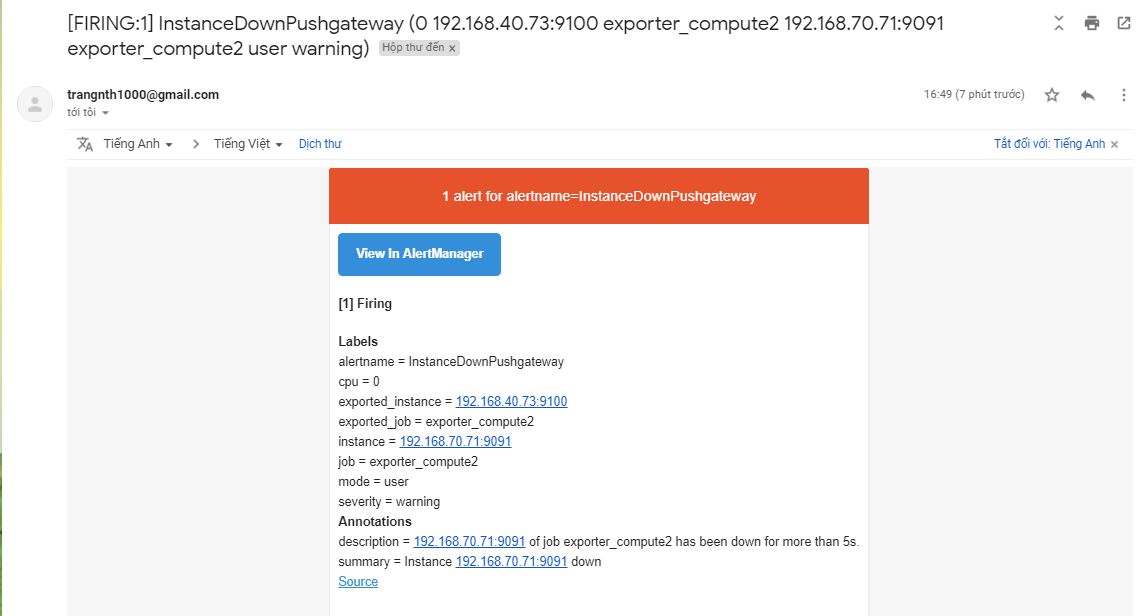 [FIRING:1] InstanceDownPushgateway (0 192.168.40.73:9100 exporter_compute2 192.168.70.71:9091
exporter_compute2 user warning) Hộp thư đến x
trangnth1000@gmail.com 16:49 (7 phút trước)
tới tôi
Tiếng Anh > Tiếng Việt Dịch thư Tắt đối với: Tiếng Anh x
1 alert for alertname=InstanceDownPushgateway
View In AlertManager
[1] Firing
Labels
alertname = InstanceDownPushgateway
cpu = 0
exported_instance = 192.168.40.73:9100
exported_job = exporter_compute2
instance = 192.168.70.71:9091
job = exporter_compute2
mode = user
severity = warning
Annotations
description = 192.168.70.71:9091 of job exporter_compute2 has been down for more than 5s.
summary = Instance 192.168.70.71:9091 down
Source